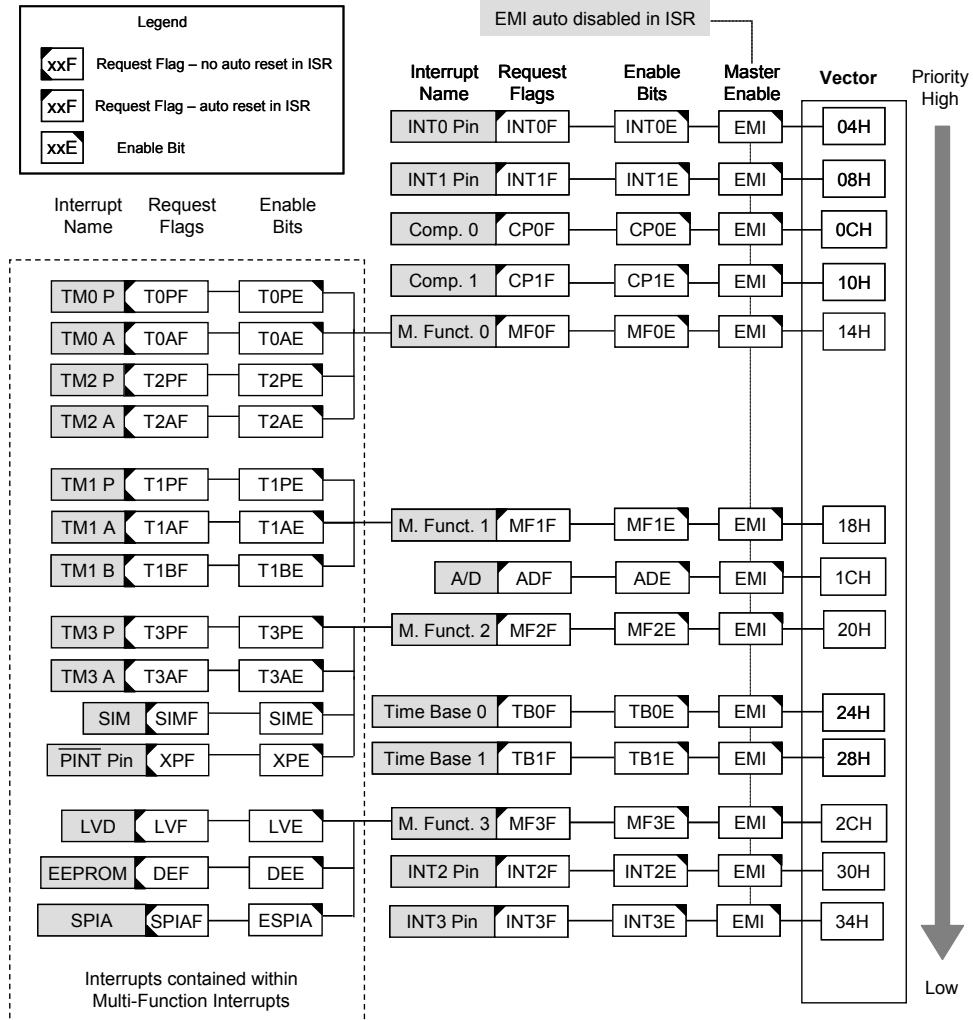 Legend
xxF Request Flag – no auto reset in ISR
xxF Request Flag – auto reset in ISR
xxE Enable Bit
EMI auto disabled in ISR
Interrupt Name Request Flags Enable Bits Master Enable Vector Priority
High
INT0 Pin INT0F INT0E EMI 04H
INT1 Pin INT1F INT1E EMI 08H
Comp. 0 CP0F CP0E EMI 0CH
Comp. 1 CP1F CP1E EMI 10H
M. Funct. 0 MF0F MF0E EMI 14H
M. Funct. 1 MF1F MF1E EMI 18H
A/D ADF ADE EMI 1CH
M. Funct. 2 MF2F MF2E EMI 20H
Time Base 0 TB0F TB0E EMI 24H
Time Base 1 TB1F TB1E EMI 28H
M. Funct. 3 MF3F MF3E EMI 2CH
INT2 Pin INT2F INT2E EMI 30H
INT3 Pin INT3F INT3E EMI 34H
Low
Interrupt Name Request Flags Enable Bits
TM0 P T0PF T0PE
TM0 A T0AF T0AE
TM2 P T2PF T2PE
TM2 A T2AF T2AE
TM1 P T1PF T1PE
TM1 A T1AF T1AE
TM1 B T1BF T1BE
TM3 P T3PF T3PE
TM3 A T3AF T3AE
SIM SIMF SIME
PINT Pin XPF XPE
LVD LVF LVE
EEPROM DEF DEE
SPIA SPIAF ESPIA
Interrupts contained within
Multi-Function Interrupts